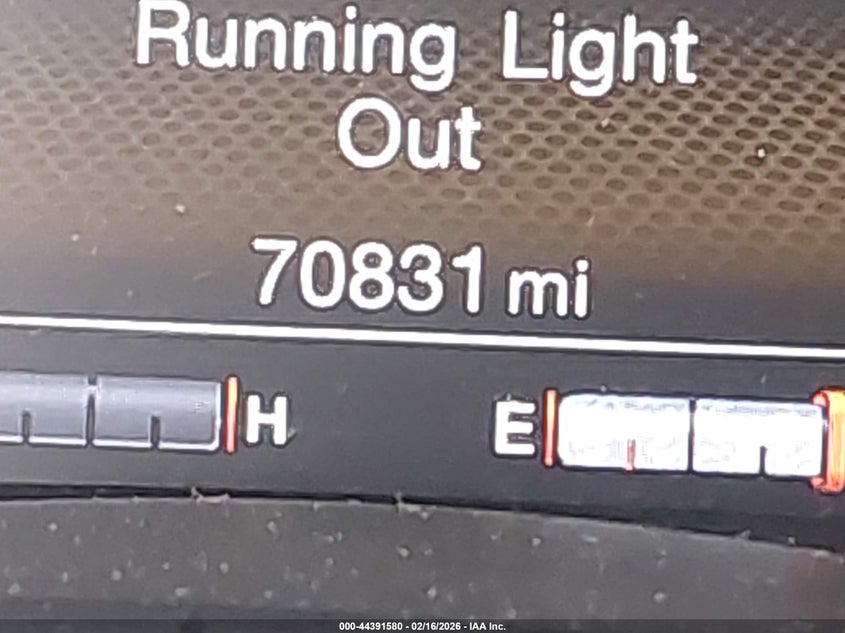 Running Light
Out
70831 mi
H E
000-44391580 - 02/16/2026 - IAA Inc.